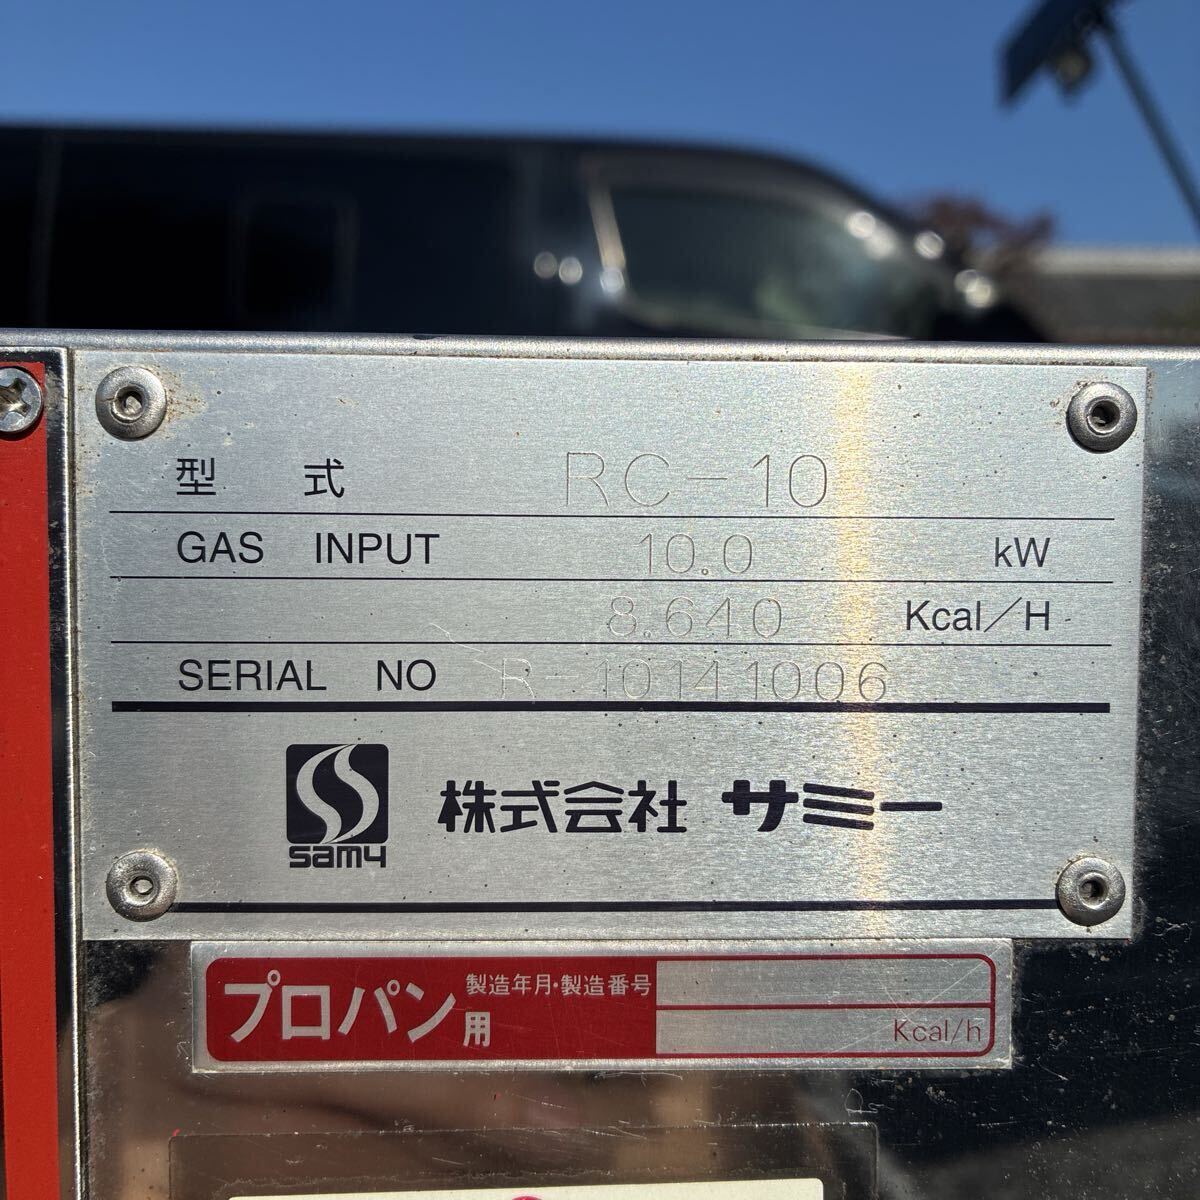 型 式 RC-10
GAS INPUT 10.0 kW
8.640 Kcal/H
SERIAL NO R-10141006
samy 株式会社 サミー
プロパン用 製造年月・製造番号
Kcal/h